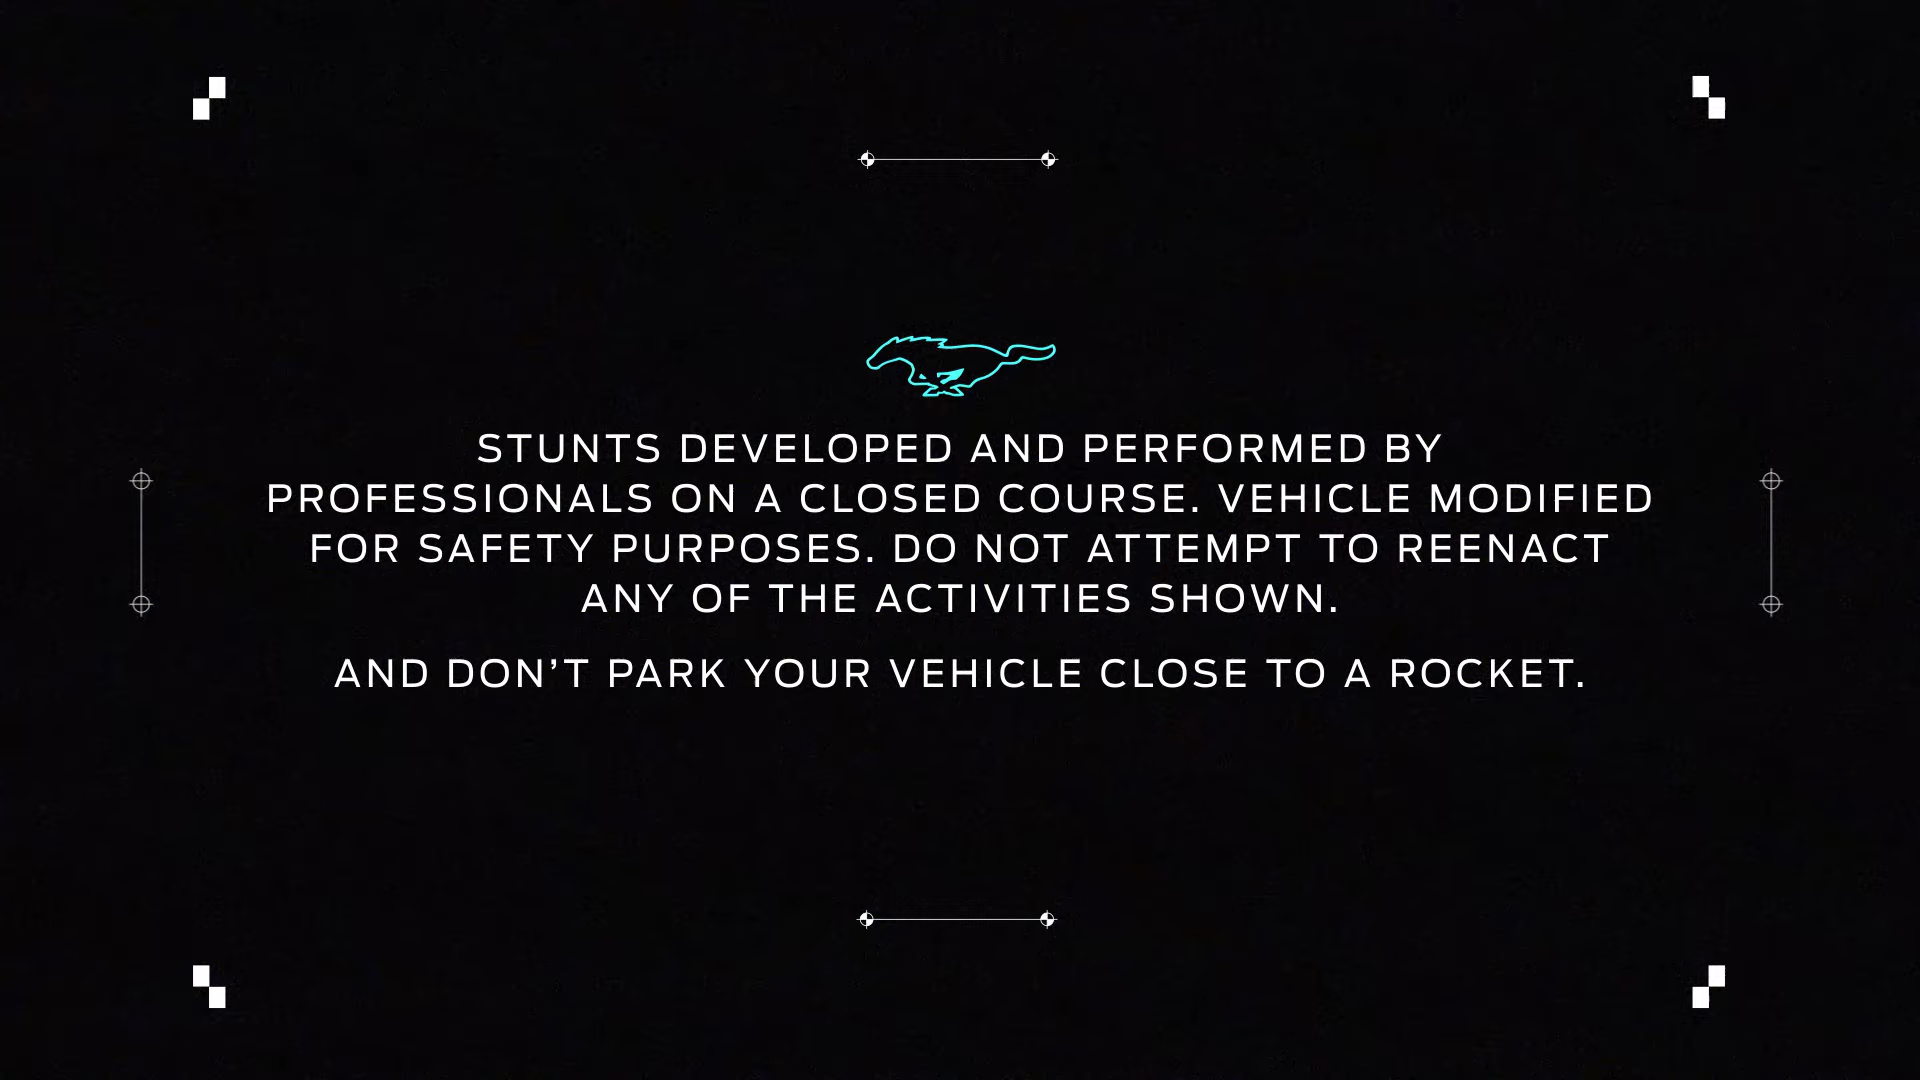 STUNTS DEVELOPED AND PERFORMED BY
PROFESSIONALS ON A CLOSED COURSE. VEHICLE MODIFIED
FOR SAFETY PURPOSES. DO NOT ATTEMPT TO REENACT
ANY OF THE ACTIVITIES SHOWN.
AND DON’T PARK YOUR VEHICLE CLOSE TO A ROCKET.